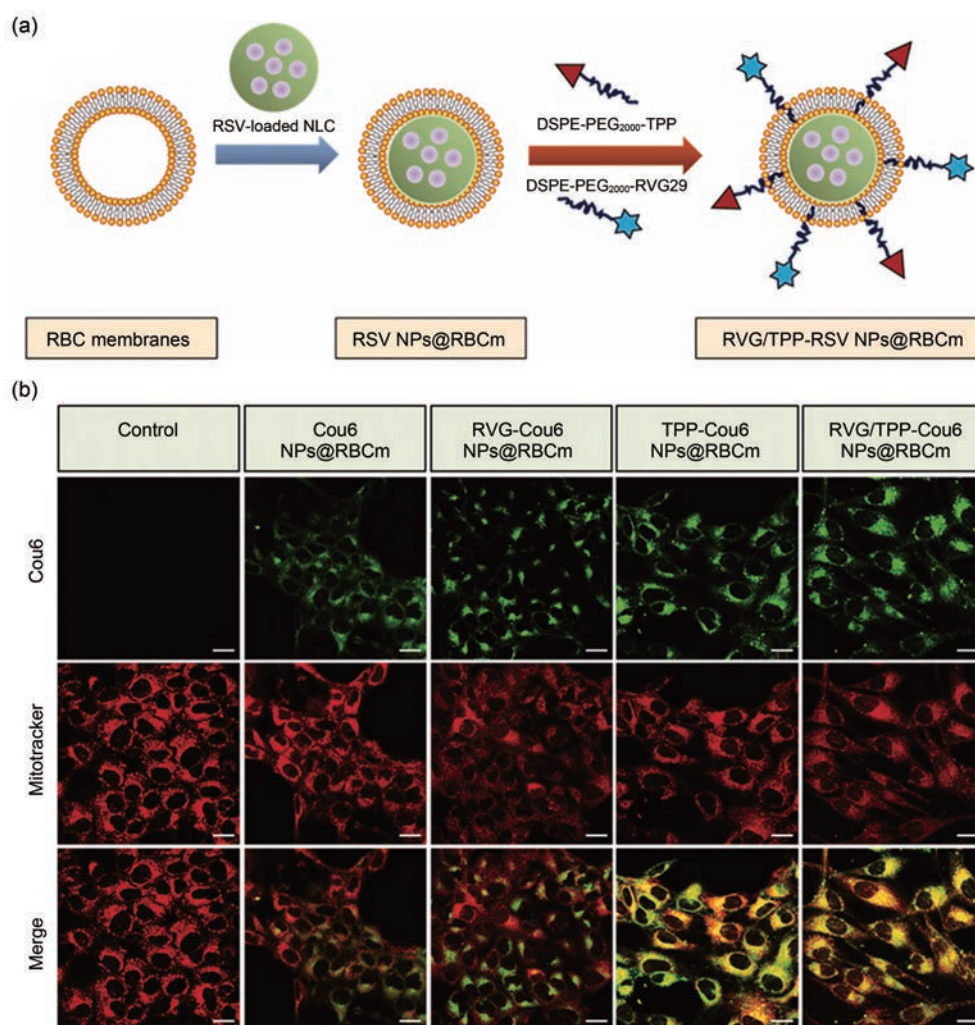 (a)
RSV-loaded NLC
DSPE-PEG2000-TPP
DSPE-PEG2000-RVG29
RBC membranes
RSV NPs@RBCm
RVG/TPP-RSV NPs@RBCm
(b)
Control
Cou6
NPs@RBCm
RVG-Cou6
NPs@RBCm
TPP-Cou6
NPs@RBCm
RVG/TPP-Cou6
NPs@RBCm
Cou6
Mitotracker
Merge